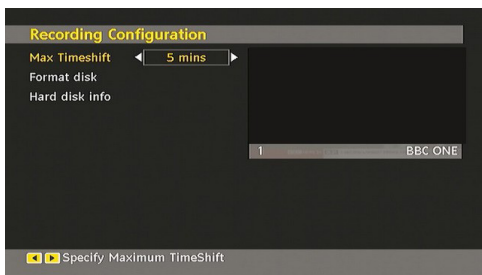 Recording Configuration
Max Timeshift 5 mins
Format disk
Hard disk info
1 BBC ONE
Specify Maximum TimeShift